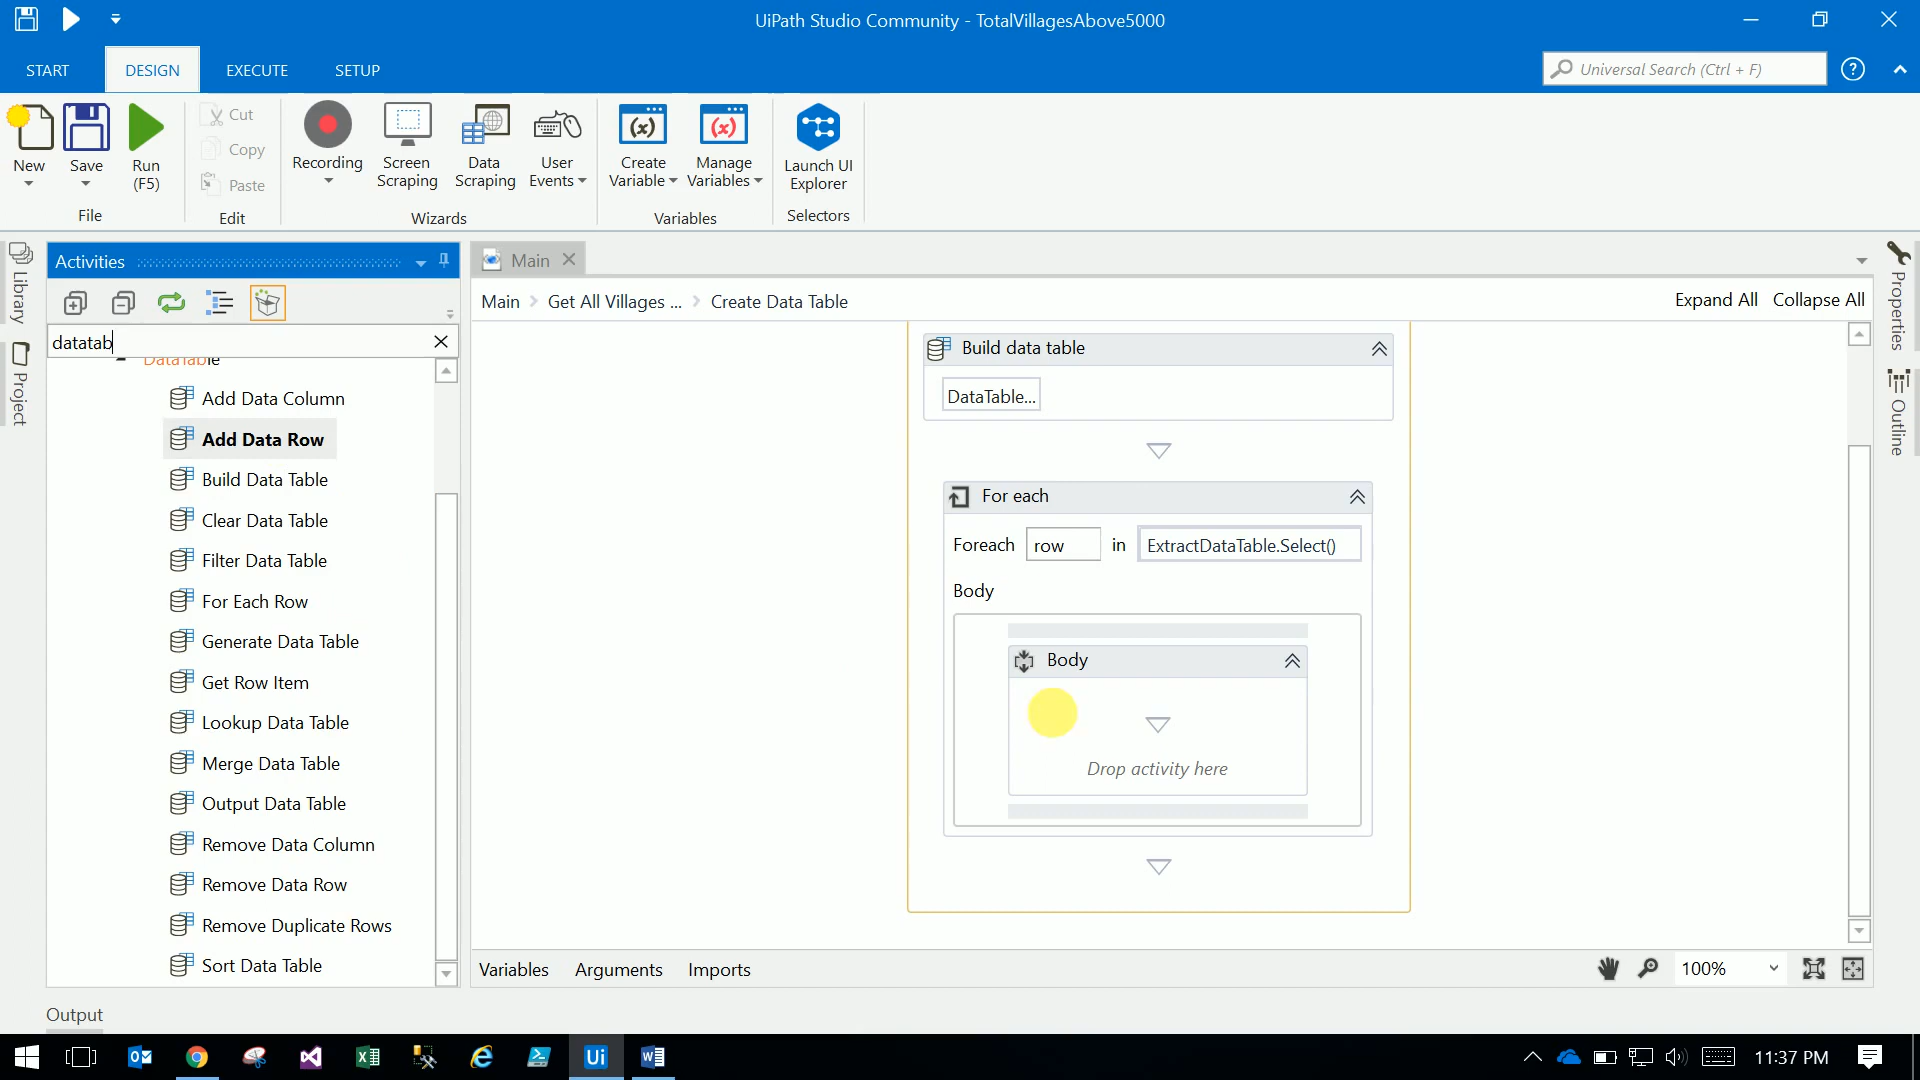 UiPath Studio Community - TotalVillagesAbove5000
START
DESIGN
EXECUTE
SETUP
Universal Search (Ctrl + F)
New
Save
Run
(F5)
Cut
Copy
Paste
Recording
Screen
Scraping
Data
Scraping
User
Events
Create
Variable
Manage
Variables
Launch UI
Explorer
File
Edit
Wizards
Variables
Selectors
Library
Project
Activities
datatab
DataTable
Add Data Column
Add Data Row
Build Data Table
Clear Data Table
Filter Data Table
For Each Row
Generate Data Table
Get Row Item
Lookup Data Table
Merge Data Table
Output Data Table
Remove Data Column
Remove Data Row
Remove Duplicate Rows
Sort Data Table
Main
Main
Get All Villages ...
Create Data Table
Expand All
Collapse All
Build data table
DataTable...
For each
Foreach
row
in
ExtractDataTable.Select()
Body
Body
Drop activity here
Variables
Arguments
Imports
100%
Properties
Outline
Output
Ui
11:37 PM